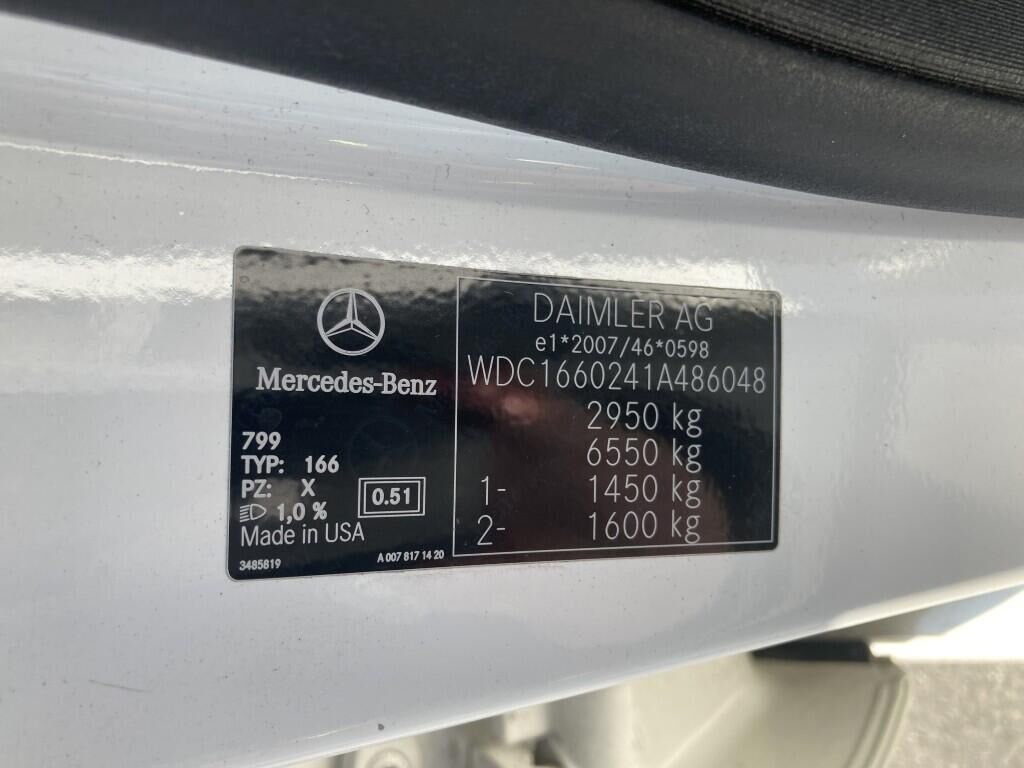 Mercedes-Benz
799
TYP: 166
PZ: X
1,0 %
0.51
Made in USA
3485819
A 007 817 14 20
DAIMLER AG
e1*2007/46*0598
WDC1660241A486048
2950 kg
6550 kg
1- 1450 kg
2- 1600 kg